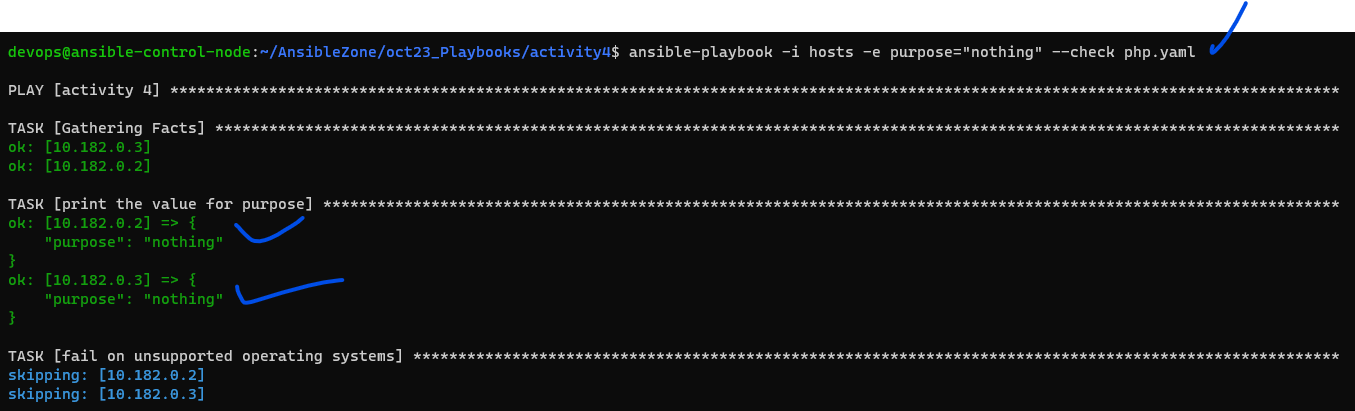 devops@ansible-control-node:~/AnsibleZone/oct23_Playbooks/activity4$ ansible-playbook -i hosts -e purpose="nothing" --check php.yaml
PLAY [activity 4] **********************************************************************************************************************************
TASK [Gathering Facts] *****************************************************************************************************************************
ok: [10.182.0.3]
ok: [10.182.0.2]
TASK [print the value for purpose] *****************************************************************************************************************
ok: [10.182.0.2] => {
    "purpose": "nothing"
}
ok: [10.182.0.3] => {
    "purpose": "nothing"
}
TASK [fail on unsupported operating systems] *******************************************************************************************************
skipping: [10.182.0.2]
skipping: [10.182.0.3]